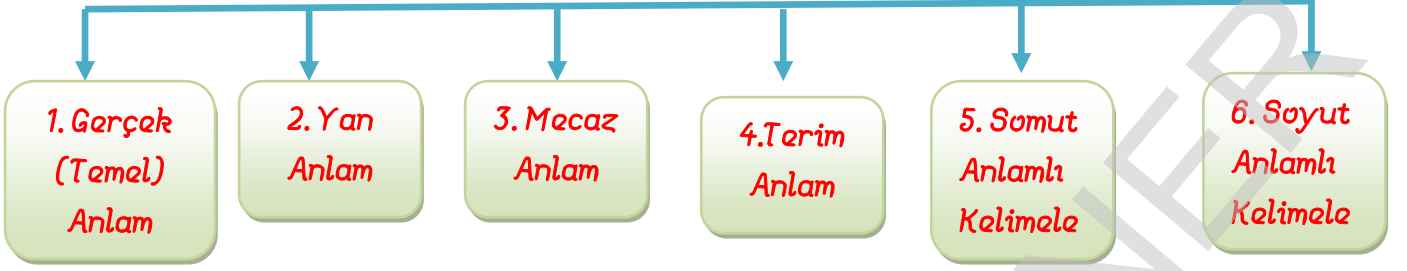 1. Gerçek
(Temel)
Anlam
2. Yan
Anlam
3. Mecaz
Anlam
4.Terim
Anlam
5. Somut
Anlamlı
Kelimele
6. Soyut
Anlamlı
Kelimele
NER